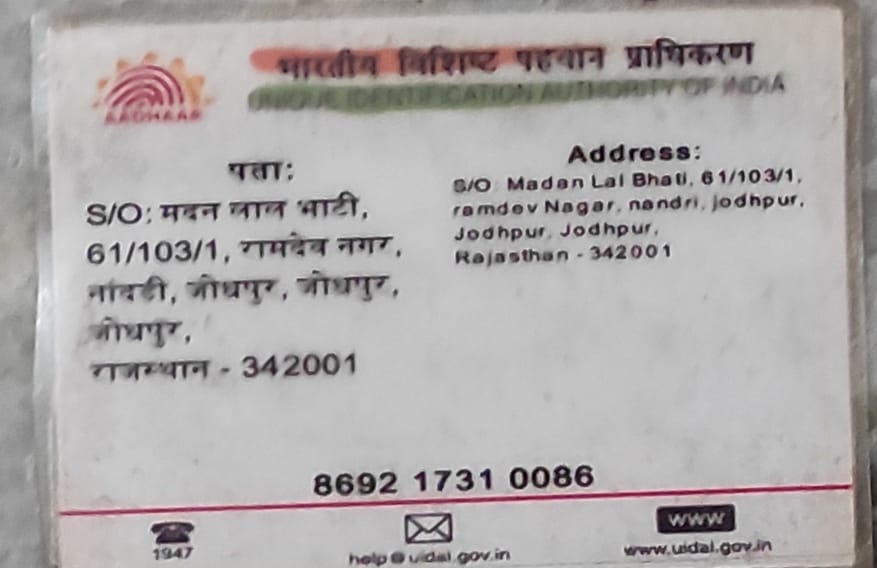 भारतीय विशिष्ट पहचान प्राधिकरण
UNIQUE IDENTIFICATION AUTHORITY OF INDIA
AADHAAR
पता:
S/O: मदन लाल भाटी,
61/103/1, रामदेव नगर,
नांदडी, जोधपुर, जोधपुर,
जोधपुर,
राजस्थान - 342001
Address:
S/O: Madan Lal Bhati, 61/103/1,
ramdev Nagar, nandri, jodhpur,
Jodhpur, Jodhpur,
Rajasthan - 342001
8692 1731 0086
1947
help@uidai.gov.in
www
www.uidai.gov.in